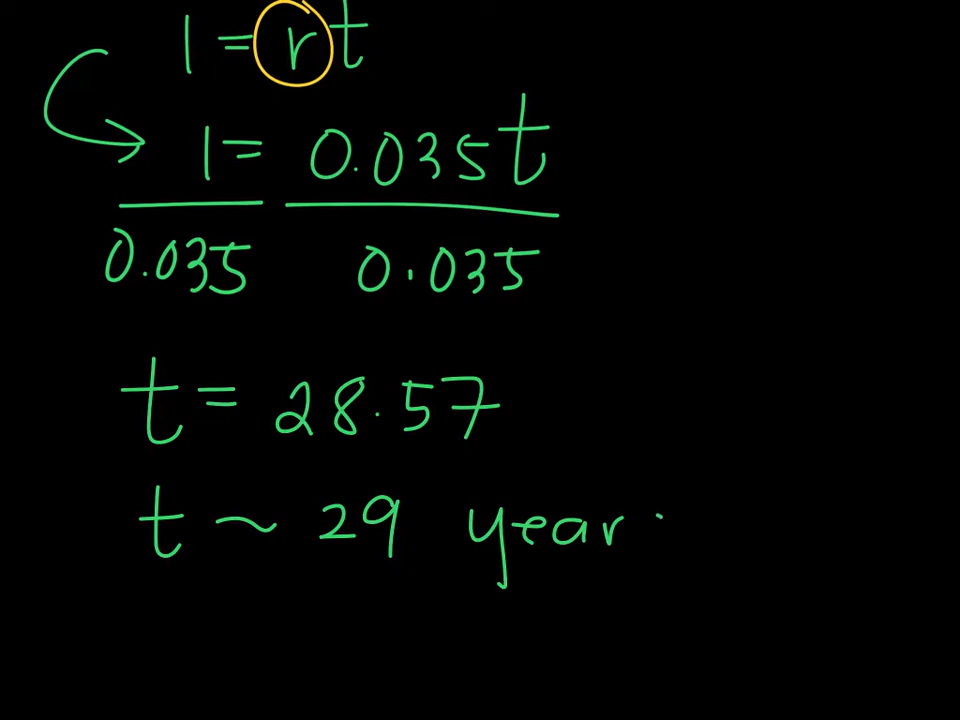 1 = rt
1 = 0.035t
0.035 0.035
t = 28.57
t ~ 29 year.